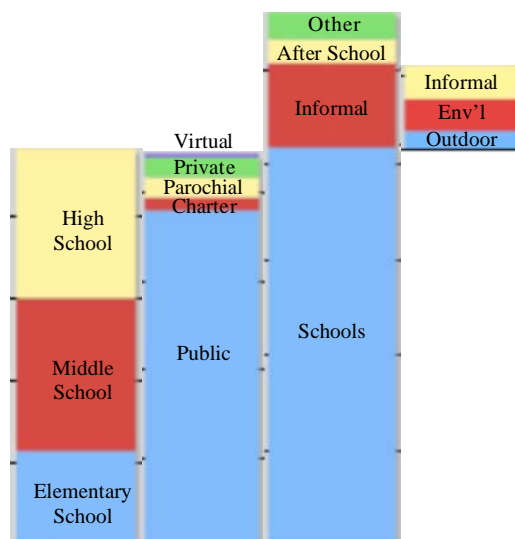 Other
After School
Informal
Schools
Informal
Env'l
Outdoor
Virtual
Private
Parochial
Charter
Public
High
School
Middle
School
Elementary
School